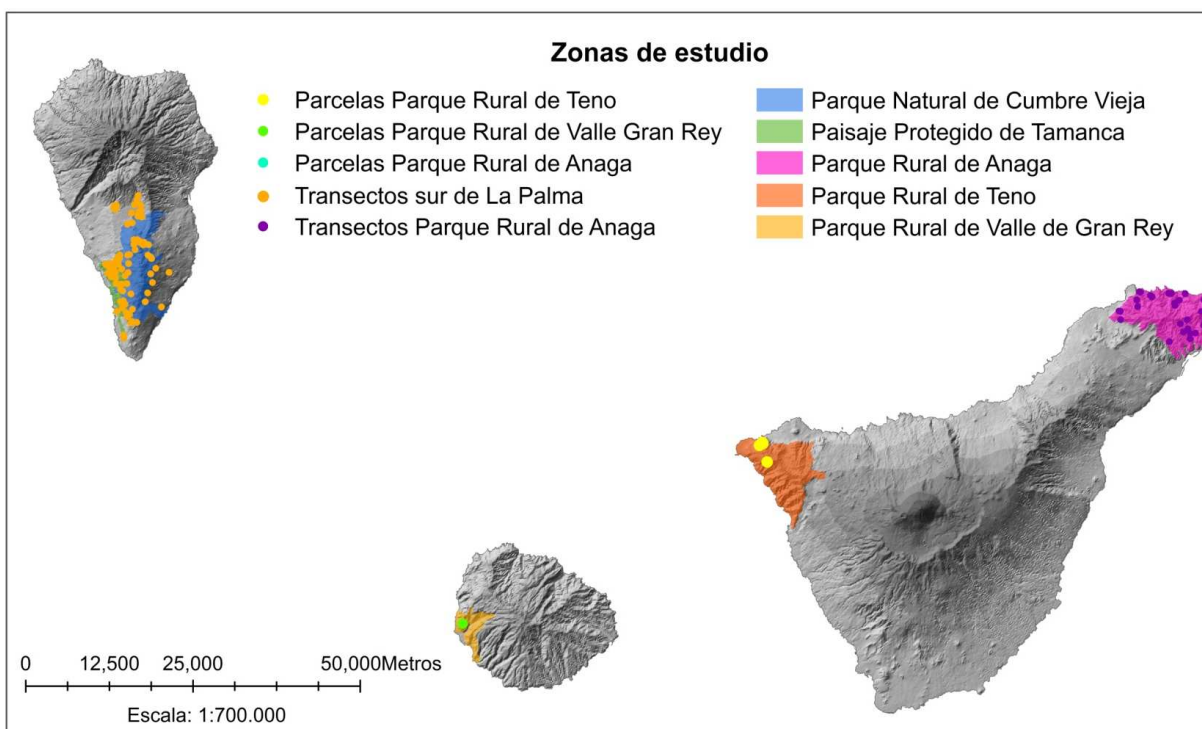 Zonas de estudio
Parcelas Parque Rural de Teno
Parcelas Parque Rural de Valle Gran Rey
Parcelas Parque Rural de Anaga
Transectos sur de La Palma
Transectos Parque Rural de Anaga
Parque Natural de Cumbre Vieja
Paisaje Protegido de Tamanca
Parque Rural de Anaga
Parque Rural de Teno
Parque Rural de Valle de Gran Rey
0 12,500 25,000 50,000Metros
Escala: 1:700.000